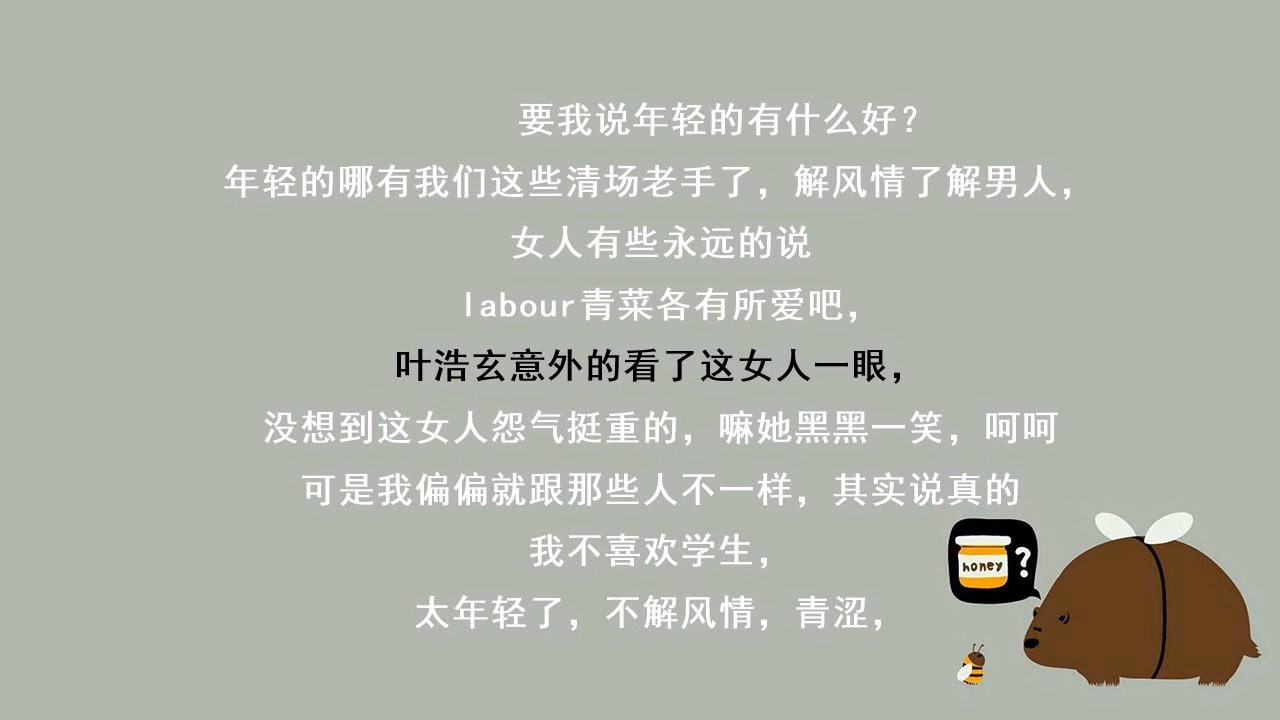 要我说年轻的有什么好？
年轻的哪有我们这些清场老手了，解风情了解男人，
女人有些永远的说
labour青菜各有所爱吧，
叶浩玄意外的看了这女人一眼，
没想到这女人怨气挺重的，嘛她黑黑一笑，呵呵
可是我偏偏就跟那些人不一样，其实说真的
我不喜欢学生，
太年轻了，不解风情，青涩，
honey
?